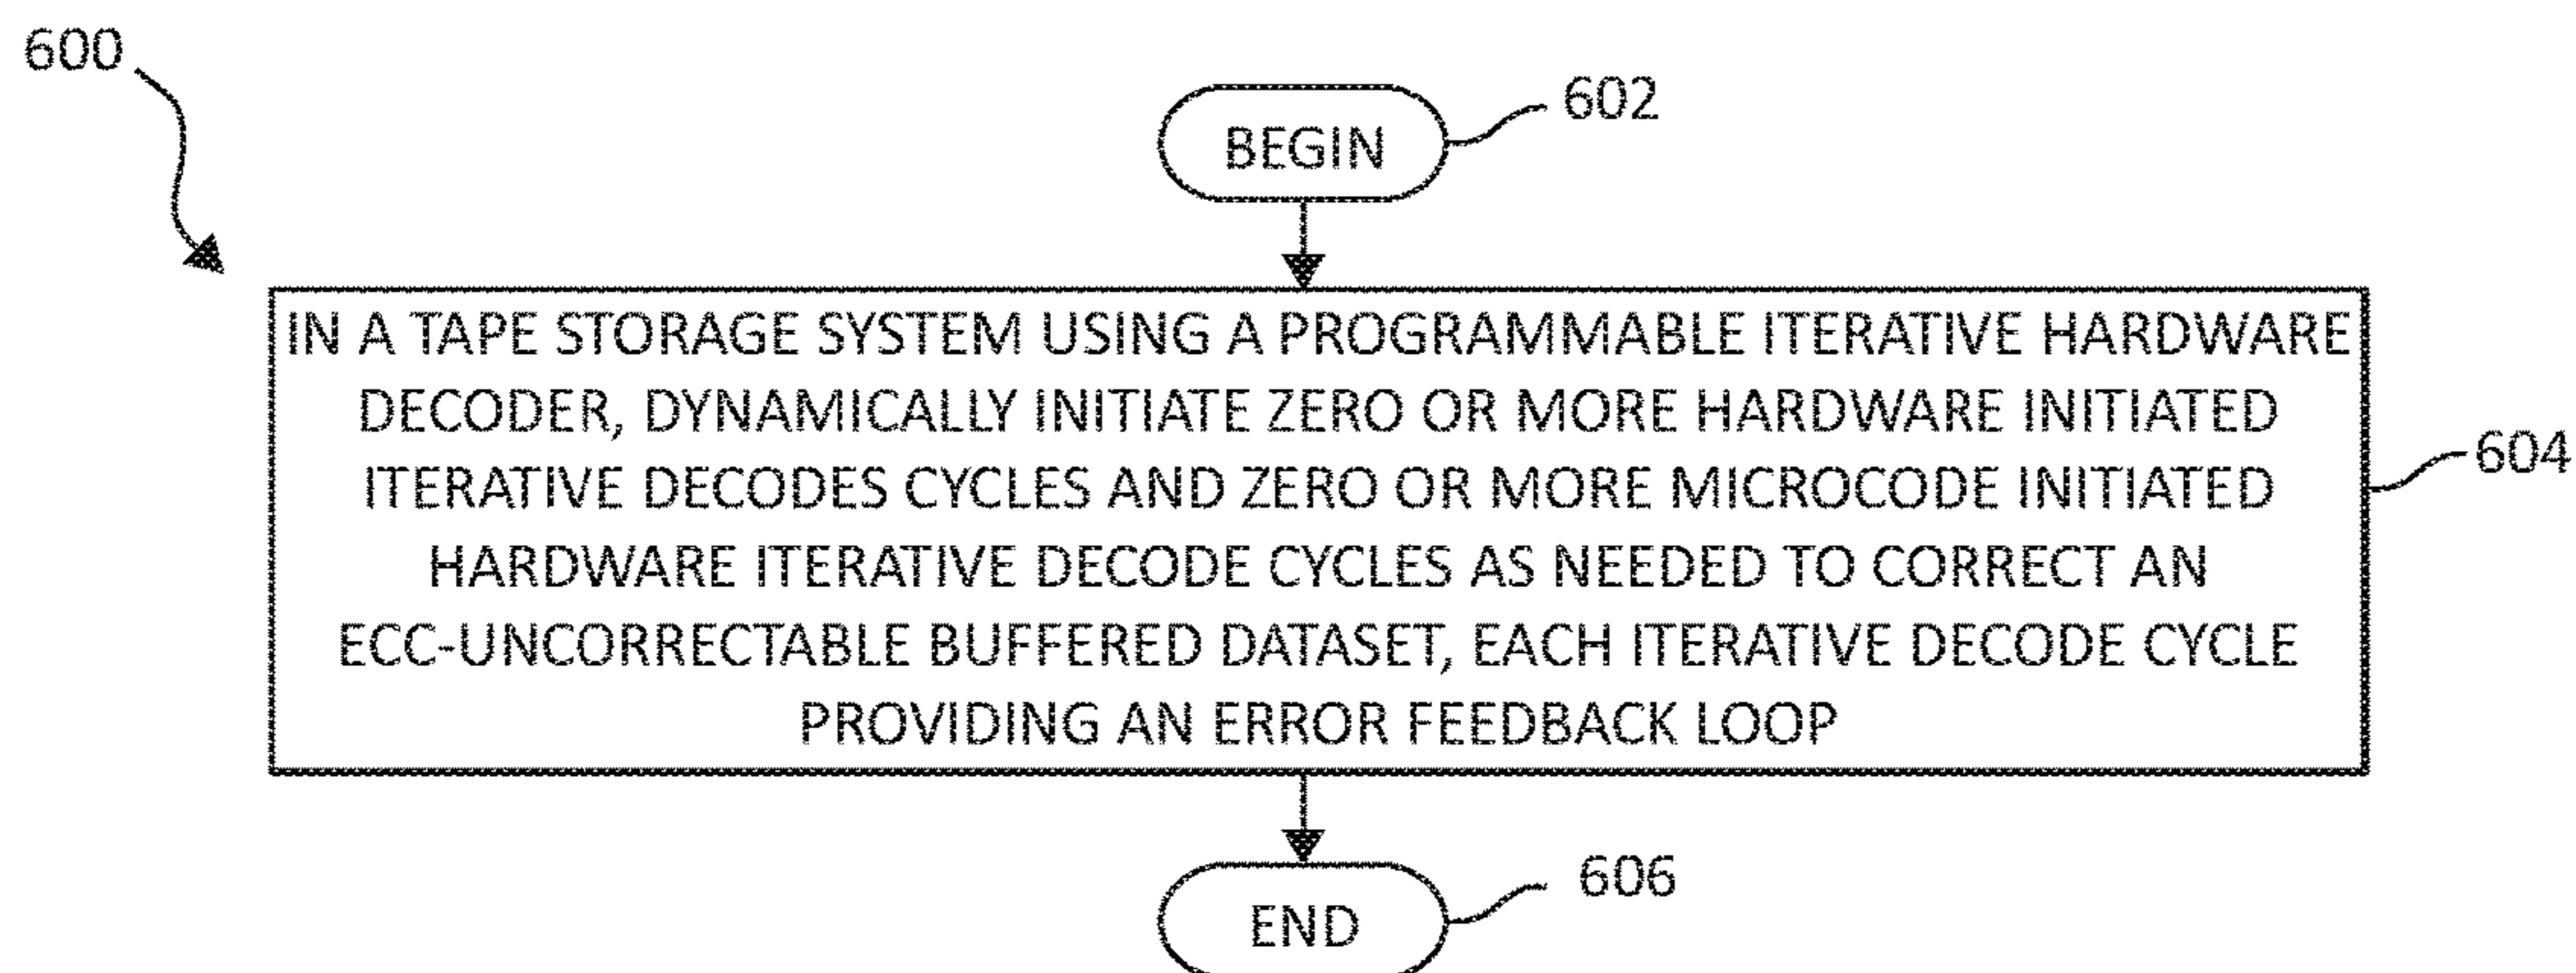 600
602
BEGIN
IN A TAPE STORAGE SYSTEM USING A PROGRAMMABLE ITERATIVE HARDWARE
DECODER, DYNAMICALLY INITIATE ZERO OR MORE HARDWARE INITIATED
ITERATIVE DECODES CYCLES AND ZERO OR MORE MICROCODE INITIATED
HARDWARE ITERATIVE DECODE CYCLES AS NEEDED TO CORRECT AN
ECC-UNCORRECTABLE BUFFERED DATASET, EACH ITERATIVE DECODE CYCLE
PROVIDING AN ERROR FEEDBACK LOOP
604
606
END